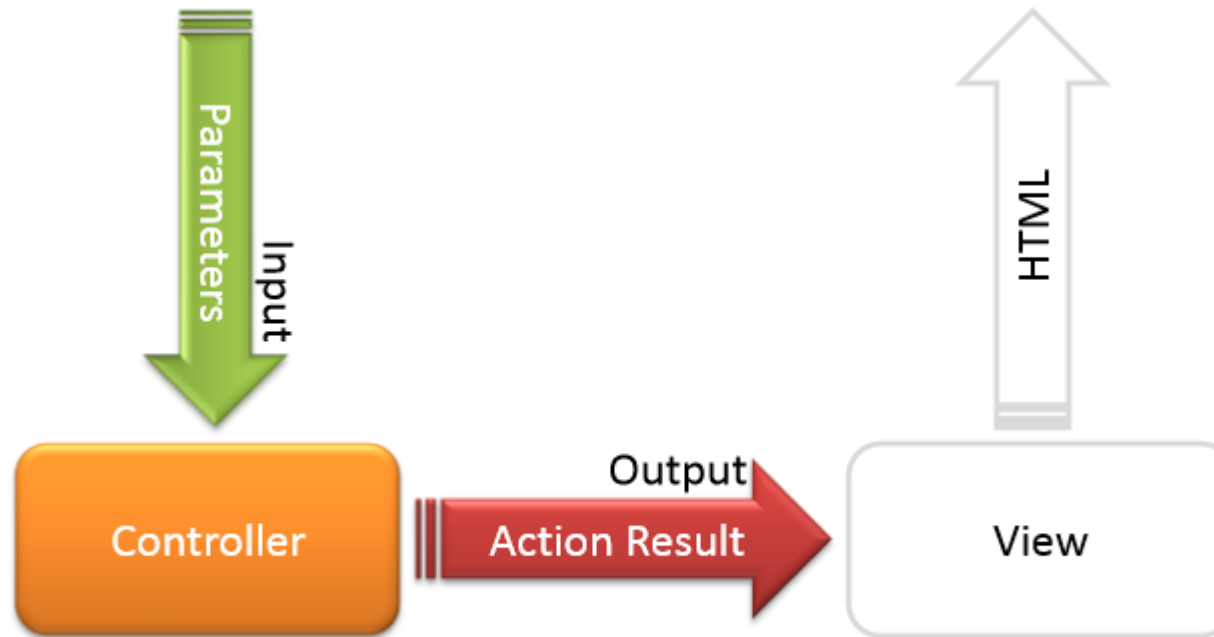 Parameters
Input
HTML
Output
Controller
Action Result
View